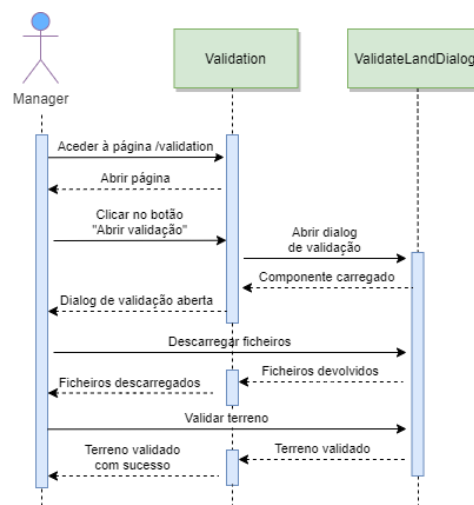 Validation
ValidateLandDialog
Manager
Aceder à página /validation
Abrir página
Clicar no botão
"Abrir validação"
Abrir dialog
de validação
Componente carregado
Dialog de validação aberta
Descarregar ficheiros
Ficheiros devolvidos
Ficheiros descarregados
Validar terreno
Terreno validado
com sucesso
Terreno validado